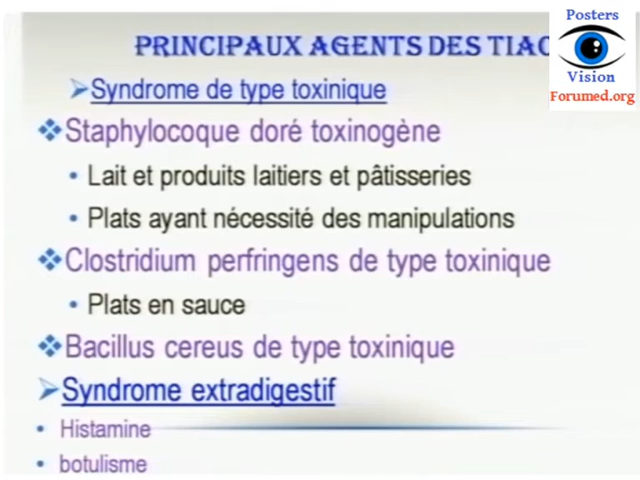 PRINCIPAUX AGENTS DES TIAC
Posters
Vision
Forumed.org
➢Syndrome de type toxinique
❖Staphylocoque doré toxinogène
• Lait et produits laitiers et pâtisseries
• Plats ayant nécessité des manipulations
❖Clostridium perfringens de type toxinique
• Plats en sauce
❖Bacillus cereus de type toxinique
➢Syndrome extradigestif
• Histamine
• botulisme